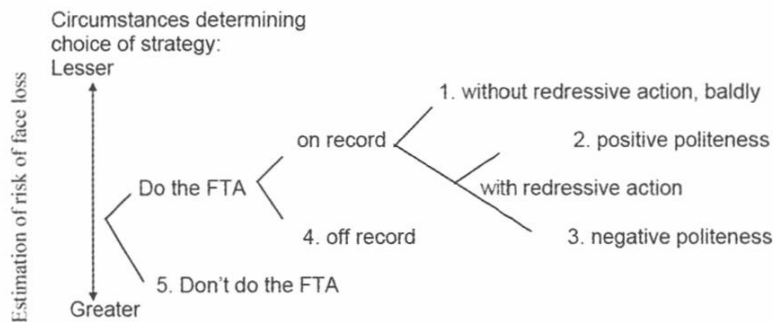 Circumstances determining
choice of strategy:
Lesser
Estimation of risk of face loss
1. without redressive action, baldly
on record
2. positive politeness
Do the FTA
with redressive action
4. off record
3. negative politeness
5. Don't do the FTA
Greater